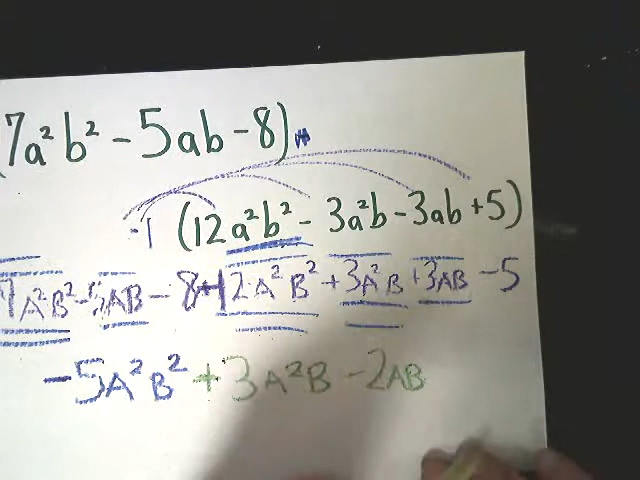 (7a²b² - 5ab - 8)
-1 (12a²b² - 3a²b - 3ab + 5)
7A²B² - 5AB - 8 - 12A²B² + 3A²B + 3AB - 5
-5A²B² + 3A²B - 2AB